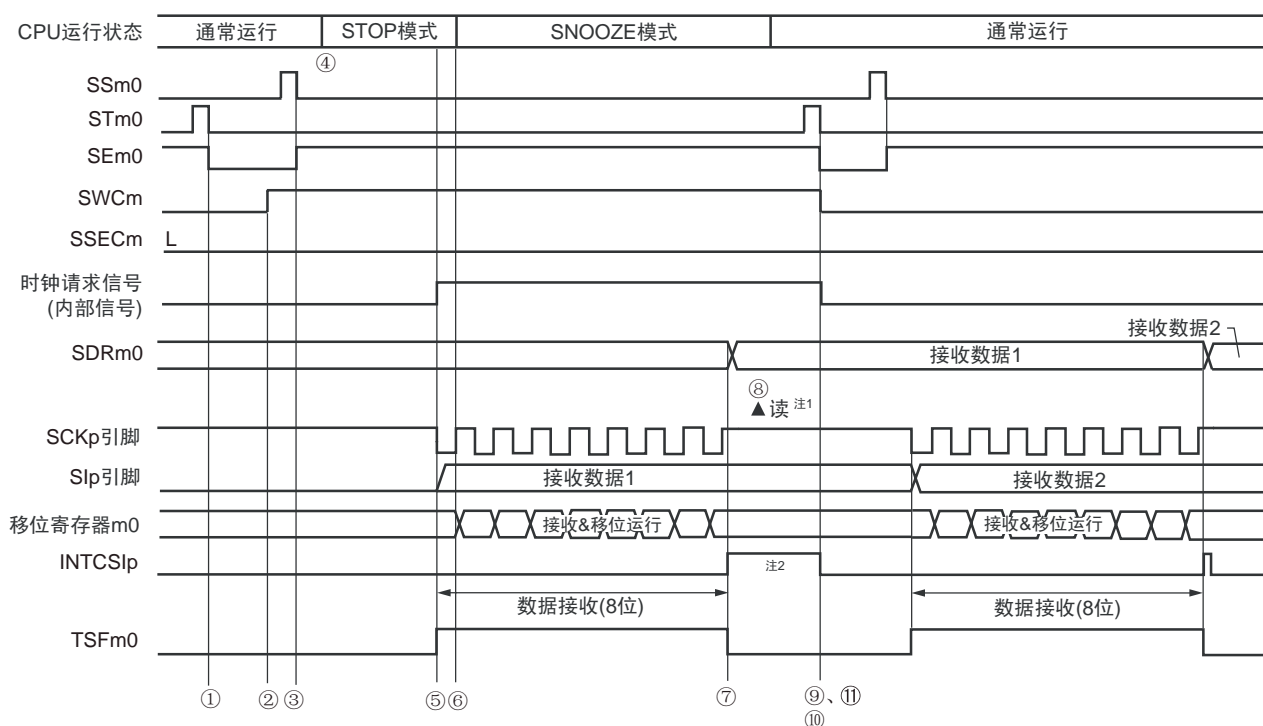 CPU运行状态 通常运行 STOP模式 SNOOZE模式 通常运行
④
SSm0
STm0
SEm0
SWCm
SSECm L
时钟请求信号
(内部信号)
接收数据2
SDRm0 接收数据1
⑧
▲读 注1
SCKp引脚
SIp引脚 接收数据1 接收数据2
移位寄存器m0 接收&移位运行 接收&移位运行
INTCSIp 注2
数据接收(8位) 数据接收(8位)
TSFm0
① ② ③ ⑤ ⑥ ⑦ ⑨、⑪
⑩